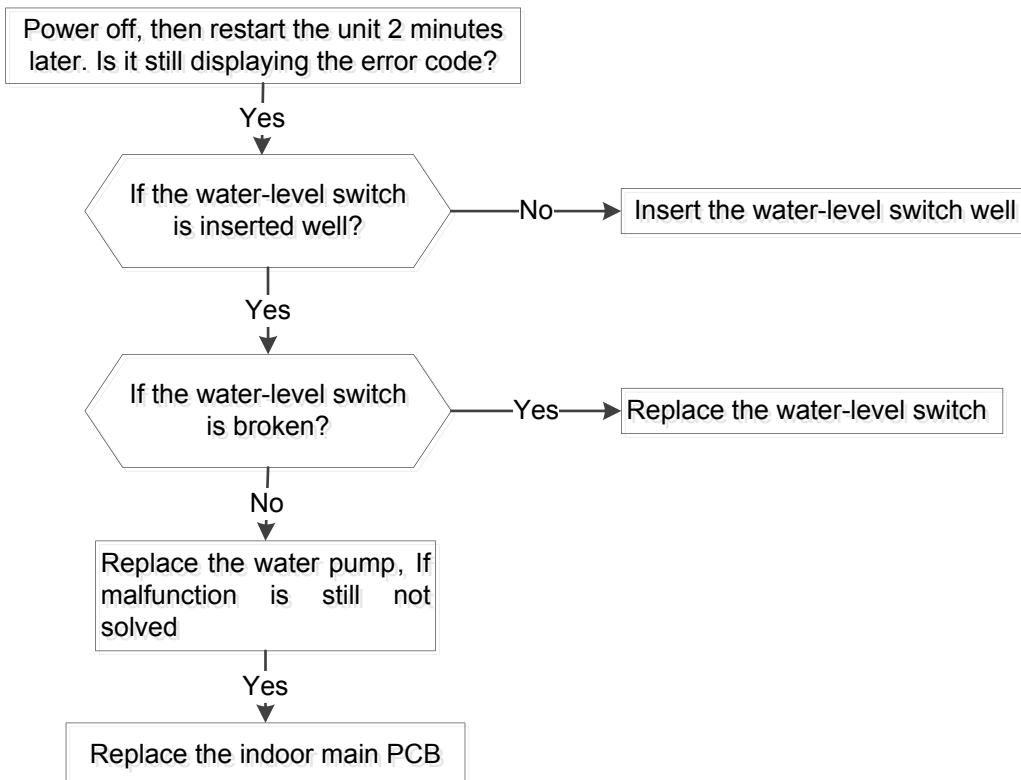 Power off, then restart the unit 2 minutes
later. Is it still displaying the error code?
Yes
If the water-level switch
is inserted well?
No
Insert the water-level switch well
Yes
If the water-level switch
is broken?
Yes
Replace the water-level switch
No
Replace the water pump, If
malfunction is still not
solved
Yes
Replace the indoor main PCB